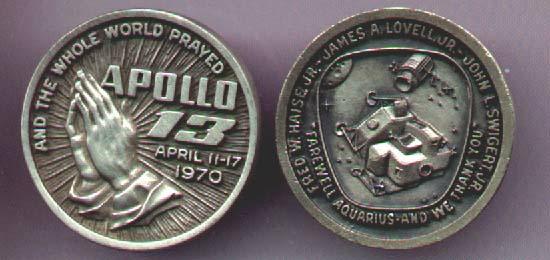 AND THE WHOLE WORLD PRAYED
APOLLO
13
APRIL 11-17
1970
FRED W. HAISE, JR. - JAMES A. LOVELL, JR. - JOHN L. SWIGERT, JR.
"FAREWELL AQUARIUS - AND WE THANK YOU"